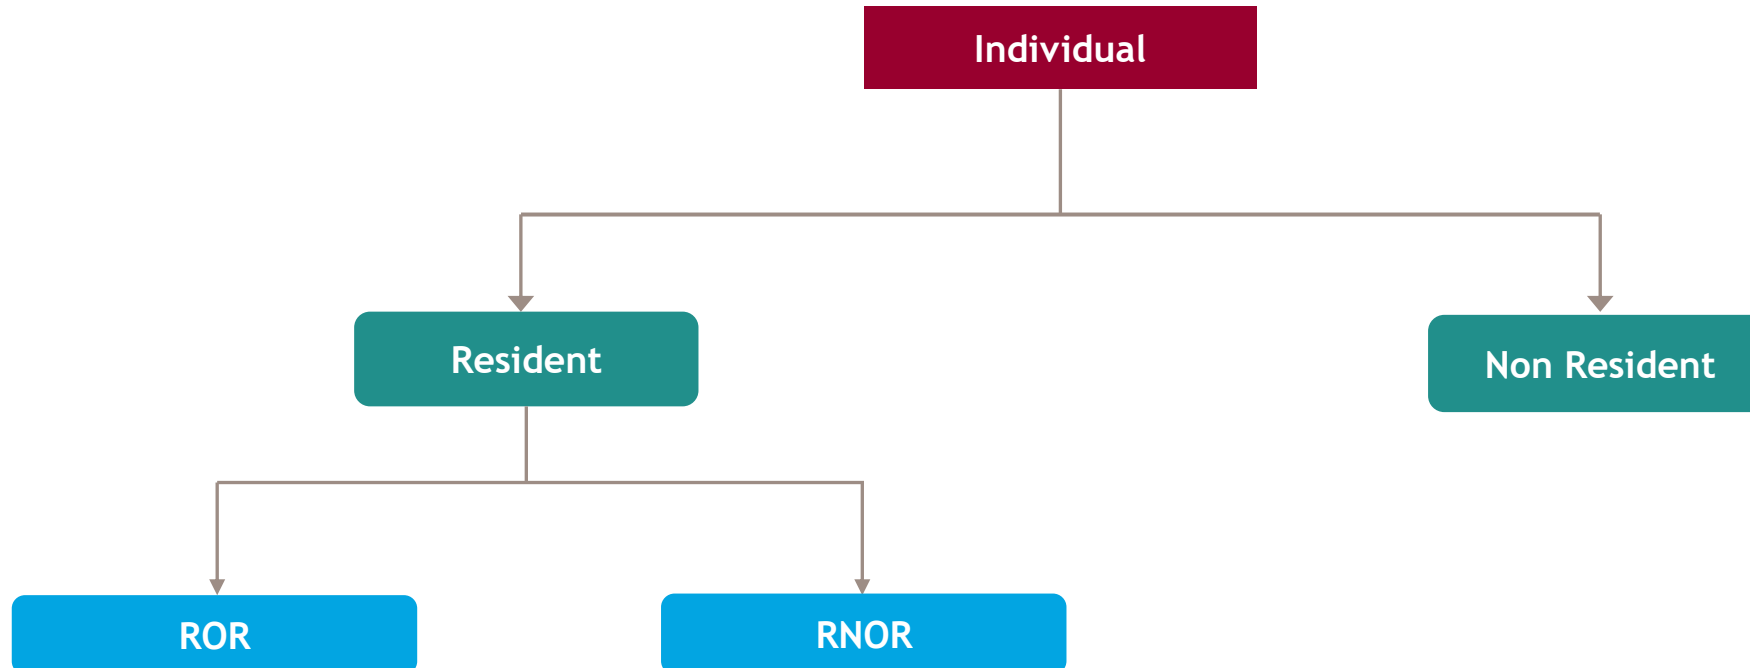 Individual
Resident
Non Resident
ROR
RNOR